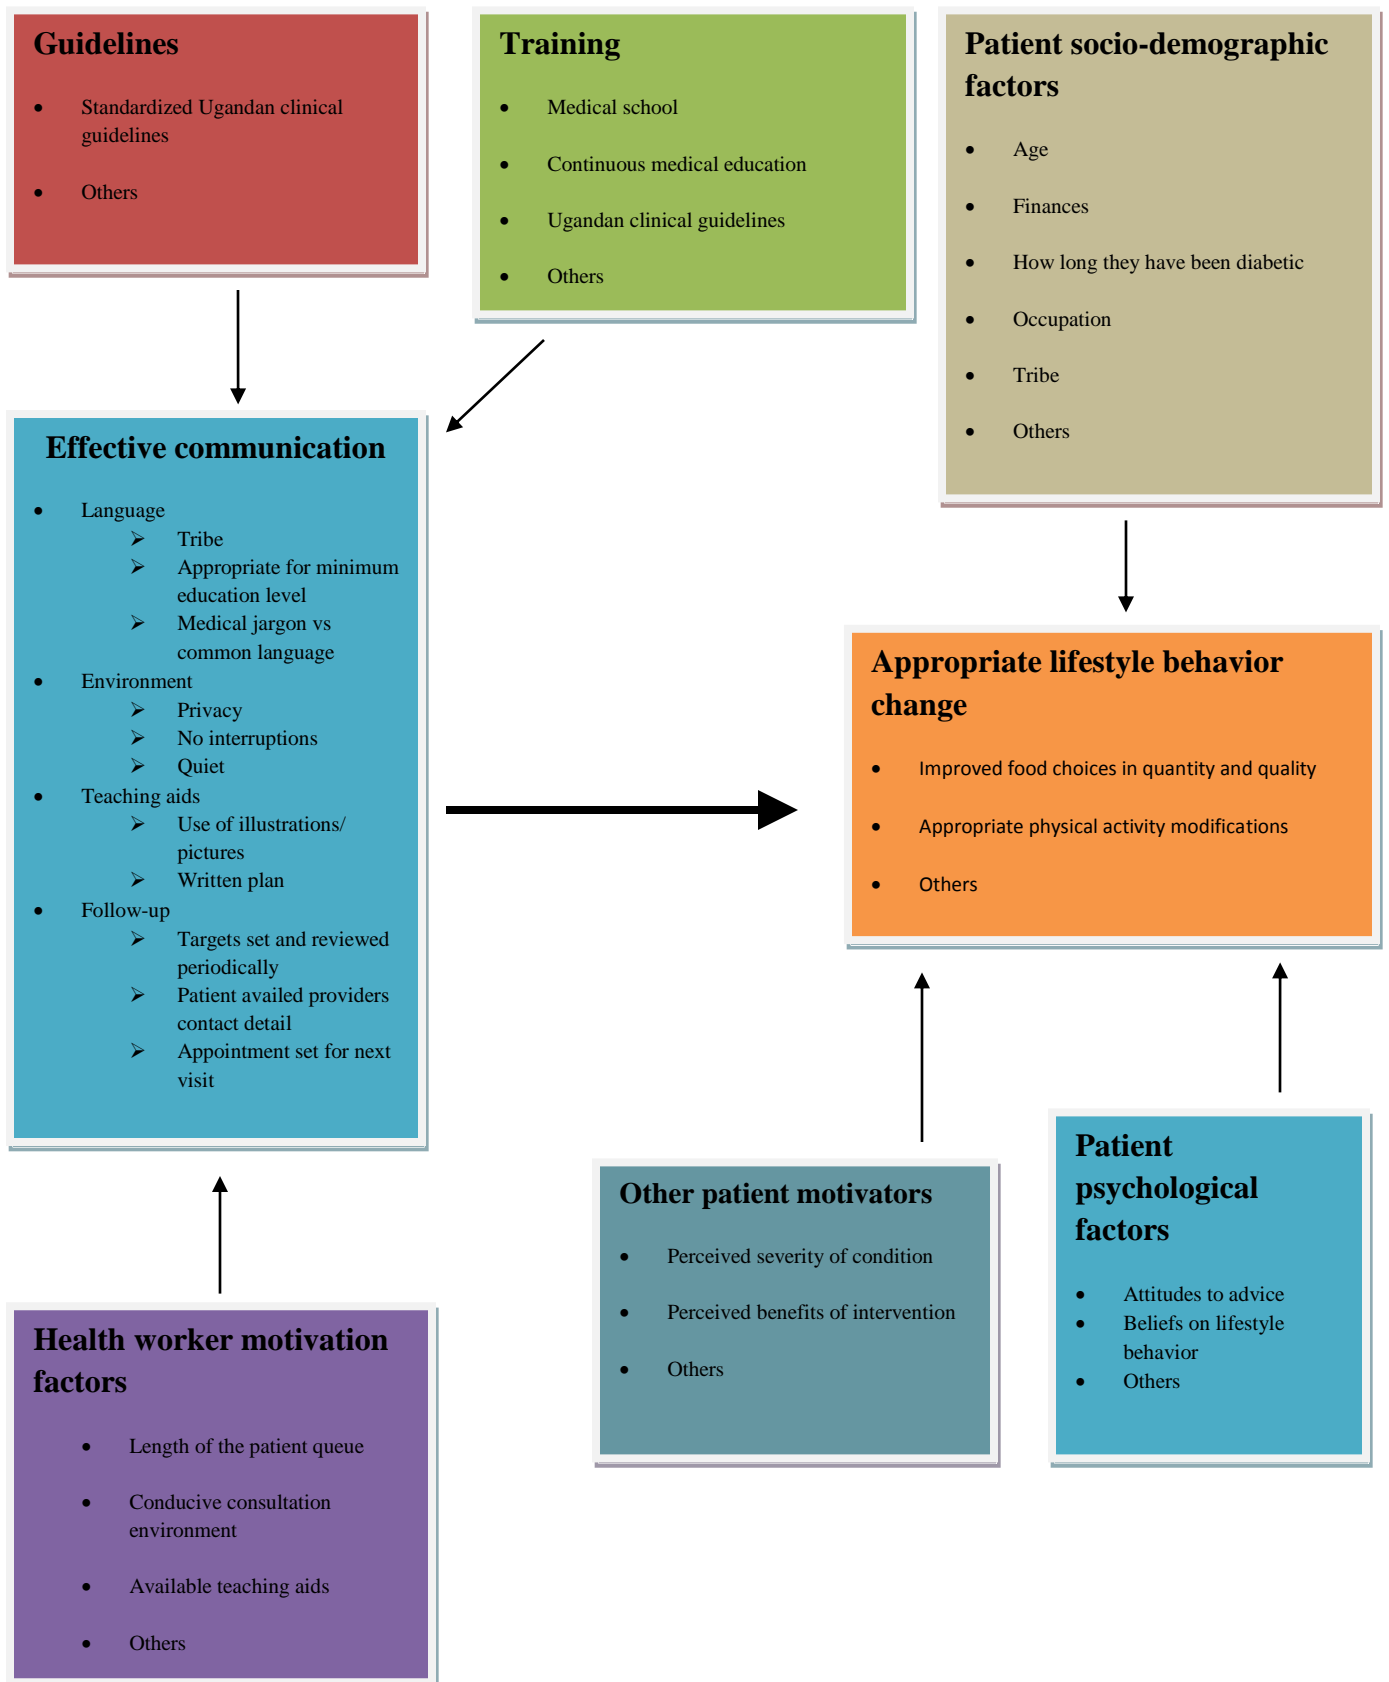 Guidelines
• Standardized Ugandan clinical
guidelines
• Others
Training
• Medical school
• Continuous medical education
• Ugandan clinical guidelines
• Others
Patient socio-demographic
factors
• Age
• Finances
• How long they have been diabetic
• Occupation
• Tribe
• Others
Effective communication
• Language
➢ Tribe
➢ Appropriate for minimum
education level
➢ Medical jargon vs
common language
• Environment
➢ Privacy
➢ No interruptions
➢ Quiet
• Teaching aids
➢ Use of illustrations/
pictures
➢ Written plan
• Follow-up
➢ Targets set and reviewed
periodically
➢ Patient availed providers
contact detail
➢ Appointment set for next
visit
Appropriate lifestyle behavior
change
• Improved food choices in quantity and quality
• Appropriate physical activity modifications
• Others
Health worker motivation
factors
• Length of the patient queue
• Conducive consultation
environment
• Available teaching aids
• Others
Other patient motivators
• Perceived severity of condition
• Perceived benefits of intervention
• Others
Patient
psychological
factors
• Attitudes to advice
• Beliefs on lifestyle
behavior
• Others